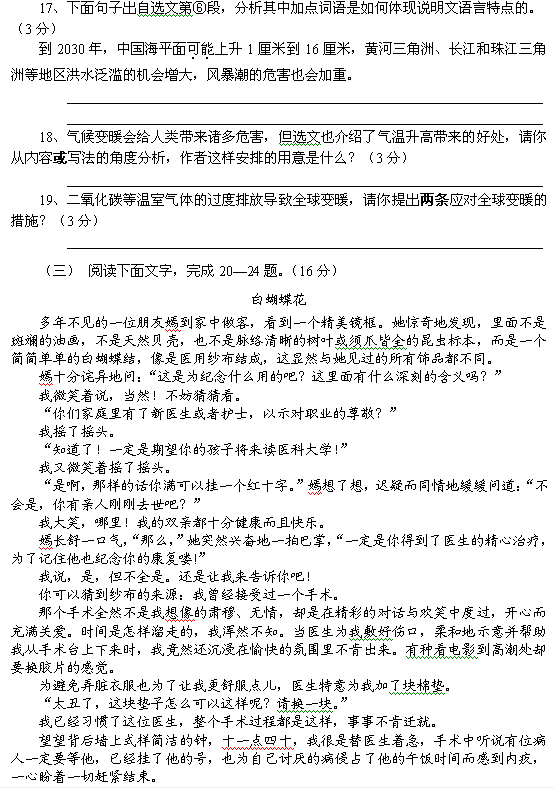 17、下面句子出自选文第⑥段，分析其中加点词语是如何体现说明文语言特点的。
（3分）
到2030年，中国海平面可能上升1厘米到16厘米，黄河三角洲、长江和珠江三角
洲等地区洪水泛滥的机会增大，风暴潮的危害也会加重。
18、气候变暖会给人类带来诸多危害，但选文也介绍了气温升高带来的好处，请你
从内容或写法的角度分析，作者这样安排的用意是什么？（3分）
19、二氧化碳等温室气体的过度排放导致全球变暖，请你提出两条应对全球变暖的
措施？（3分）
（三） 阅读下面文字，完成20—24题。（16分）
白蝴蝶花
多年不见的一位朋友嫣到家中做客，看到一个精美镜框。她惊奇地发现，里面不是
斑斓的油画，不是天然贝壳，也不是脉络清晰的树叶或须爪皆全的昆虫标本，而是一个
简简单单的白蝴蝶结，像是医用纱布结成，这显然与她见过的所有饰品都不同。
嫣十分诧异地问：“这是为纪念什么用的吧？这里面有什么深刻的含义吗？”
我微笑着说，当然！不妨猜猜看。
“你们家庭里有了新医生或者护士，以示对职业的尊敬？”
我摇了摇头。
“知道了！一定是期望你的孩子将来读医科大学！”
我又微笑着摇了摇头。
“是啊，那样的话你满可以挂一个红十字。”嫣想了想，迟疑而同情地缓缓问道：“不
会是，你有亲人刚刚去世吧？”
我大笑，哪里！我的双亲都十分健康而且快乐。
嫣长舒一口气，“那么，”她突然兴奋地一拍巴掌，“一定是你得到了医生的精心治疗，
为了记住他也纪念你的康复喽！”
我说，是，但不全是。还是让我来告诉你吧！
你可以猜到纱布的来源：我曾经接受过一个手术。
那个手术全然不是我想像的肃穆、无情，却是在精彩的对话与欢笑中度过，开心而
充满关爱。时间是怎样溜走的，我浑然不知。当医生为我敷好伤口，柔和地示意并帮助
我从手术台上下来时，我竟然还沉浸在愉快的氛围里不肯出来。有种看电影到高潮处却
要换胶片的感觉。
为避免弄脏衣服也为了让我更舒服点儿，医生特意为我加了块棉垫。
“太丑了，这块垫子怎么可以这样呢？请换一块。”
我已经习惯了这位医生，整个手术过程都是这样，事事不肯迁就。
望望背后墙上式样简洁的钟，十一点四十，我很是替医生着急，手术中听说有位病
人一定要等他，已经挂了他的号，也为自己讨厌的病侵占了他的午饭时间而感到内疚，
一心盼着一切赶紧结束。